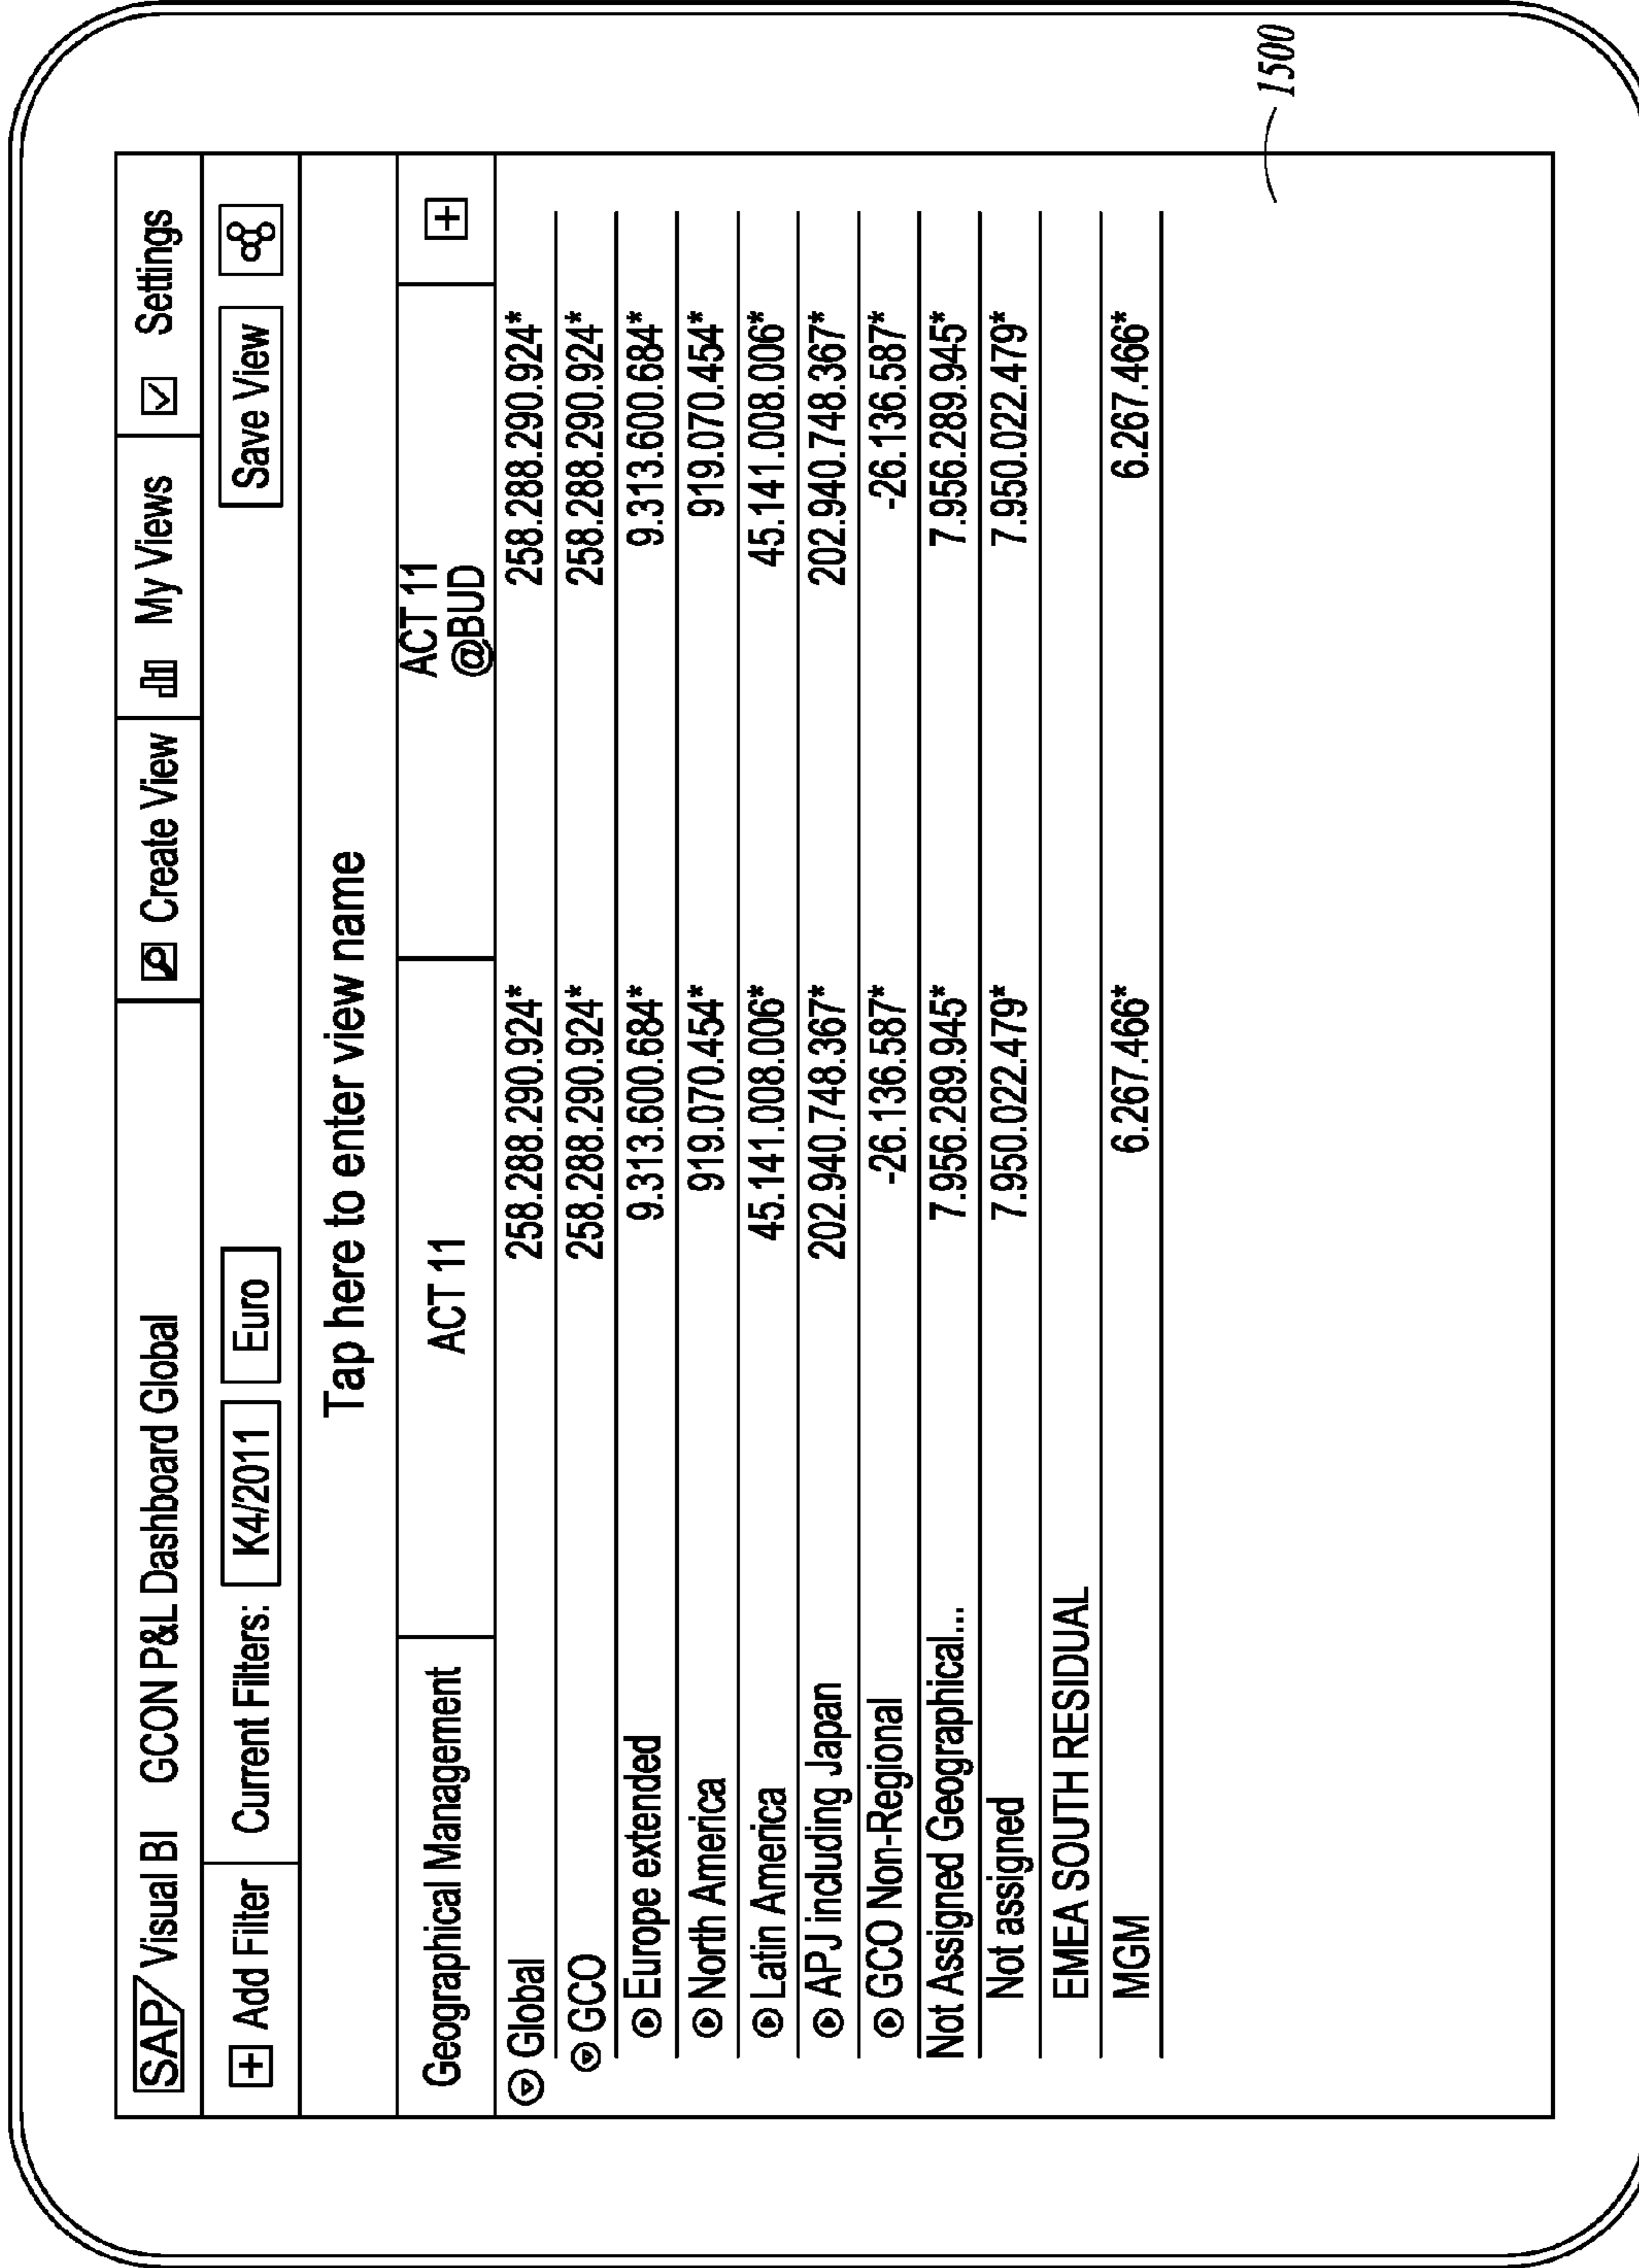 SAP Visual BI GCON P&L Dashboard Global Create View My Views Settings
Add Filter Current Filters: K4/2011 Euro Save View
Tap here to enter view name
Geographical Management ACT 11 ACT 11
@BUD
Global 258.288.290.924* 258.288.290.924*
GCO 258.288.290.924* 258.288.290.924*
Europe extended 9.313.600.684* 9.313.600.684*
North America 919.070.454* 919.070.454*
Latin America 45.141.008.006* 45.141.008.006*
APJ including Japan 202.940.748.367* 202.940.748.367*
GCO Non-Regional -26.136.587* -26.136.587*
Not Assigned Geographical... 7.956.289.945* 7.956.289.945*
Not assigned 7.950.022.479* 7.950.022.479*
EMEA SOUTH RESIDUAL
MGM 6.267.466* 6.267.466*
1500